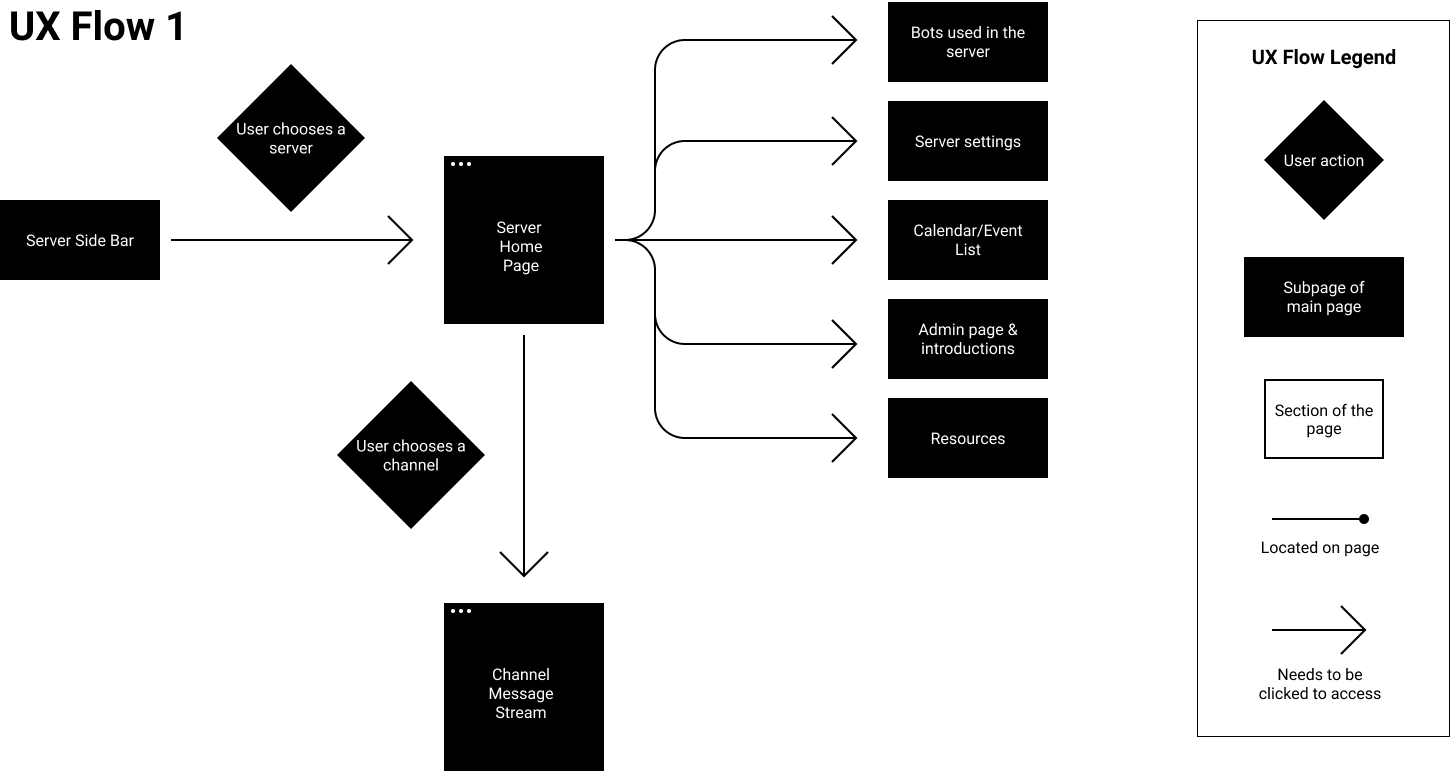 UX Flow 1
User chooses a
server
Server Side Bar
Server
Home
Page
User chooses a
channel
Channel
Message
Stream
Bots used in the
server
Server settings
Calendar/Event
List
Admin page &
introductions
Resources
UX Flow Legend
User action
Subpage of
main page
Section of the
page
Located on page
Needs to be
clicked to access